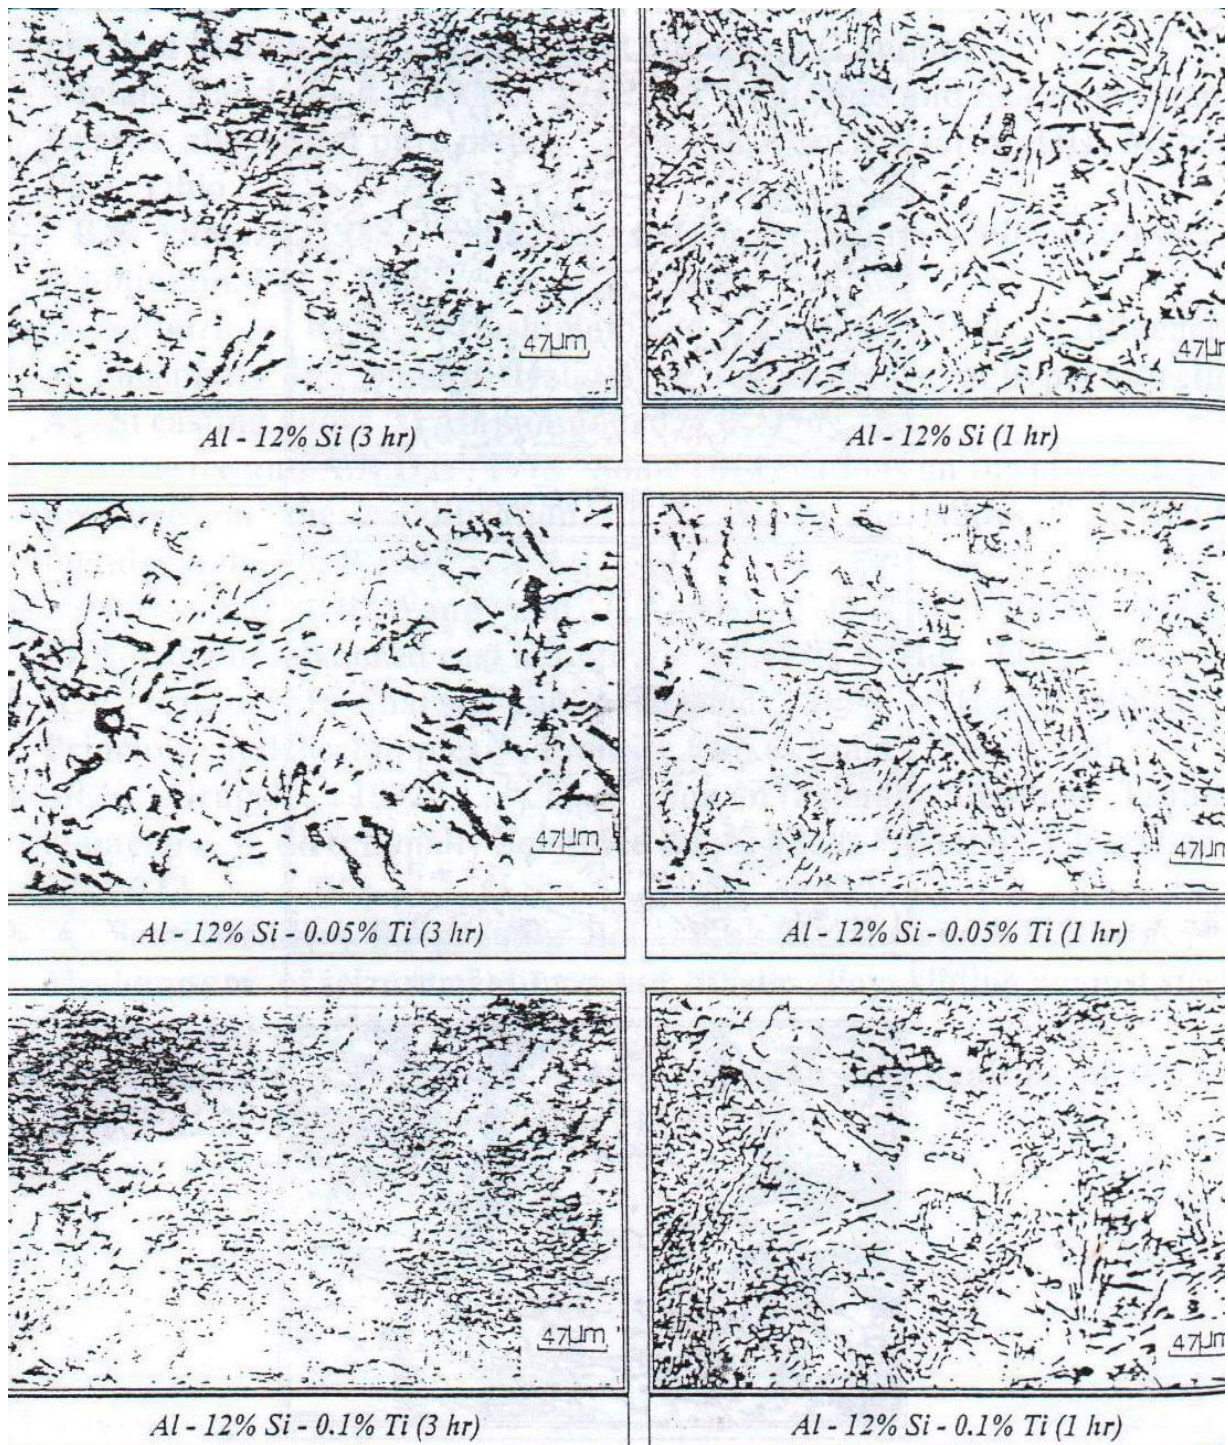 47μm
47μ
Al - 12% Si (3 hr)
Al - 12% Si (1 hr)
47μm
47μm
Al - 12% Si - 0.05% Ti (3 hr)
Al - 12% Si - 0.05% Ti (1 hr)
47μm
47μm
Al - 12% Si - 0.1% Ti (3 hr)
Al - 12% Si - 0.1% Ti (1 hr)